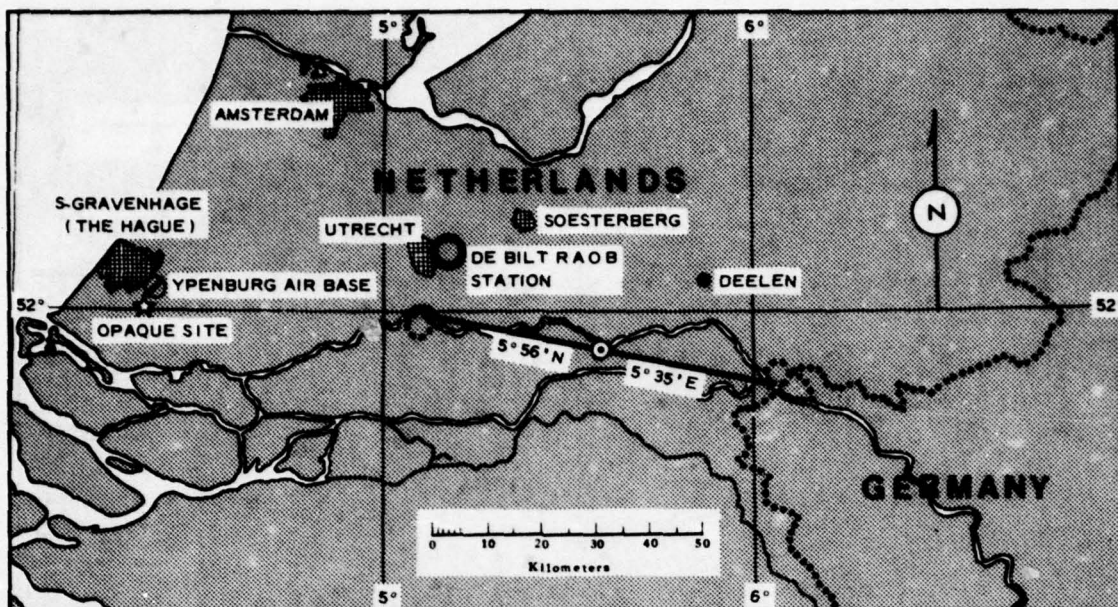 5°
6°
AMSTERDAM
NETHERLANDS
S-GRAVENHAGE
(THE HAGUE)
UTRECHT
SOESTERBERG
DE BILT RAOB
STATION
N
YPENBURG AIR BASE
DEELEN
52°
52
OPAQUE SITE
5°56'N
5°35'E
GERMANY
0 10 20 30 40 50
Kilometers
5°
6°